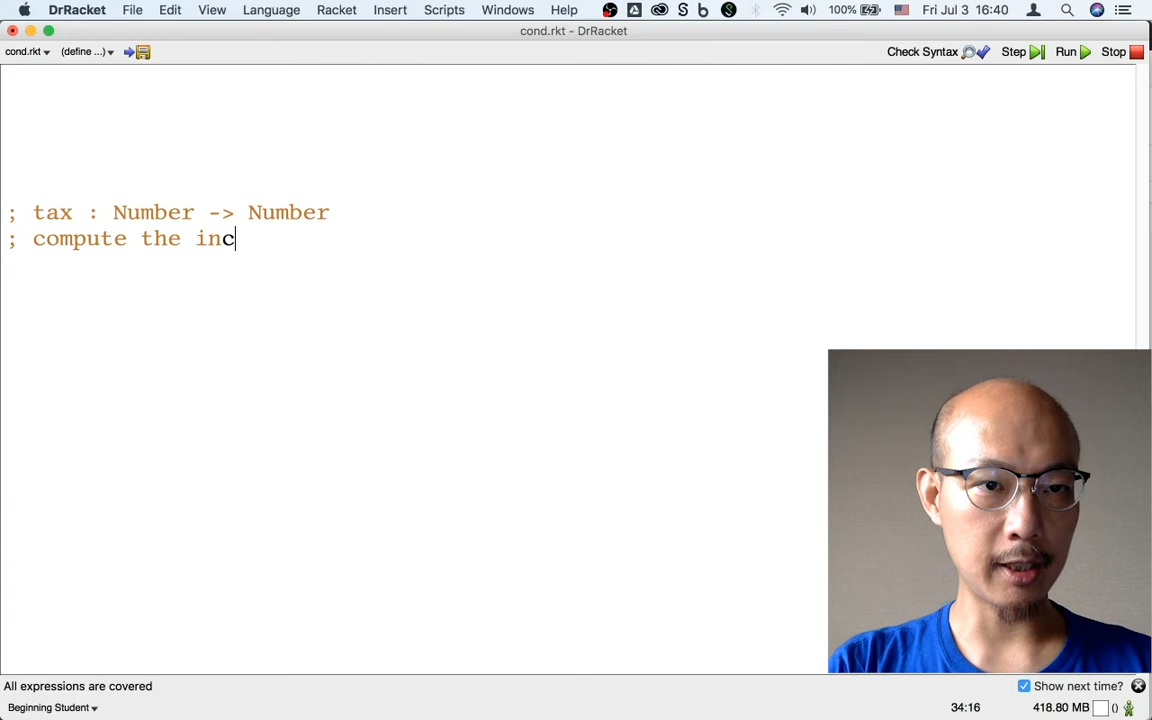 DrRacket File Edit View Language Racket Insert Scripts Windows Help 100% Fri Jul 3 16:40
cond.rkt - DrRacket
cond.rkt (define ...) Check Syntax Step Run Stop
; tax : Number -> Number
; compute the inc
All expressions are covered Show next time?
Beginning Student 34:16 418.80 MB ()